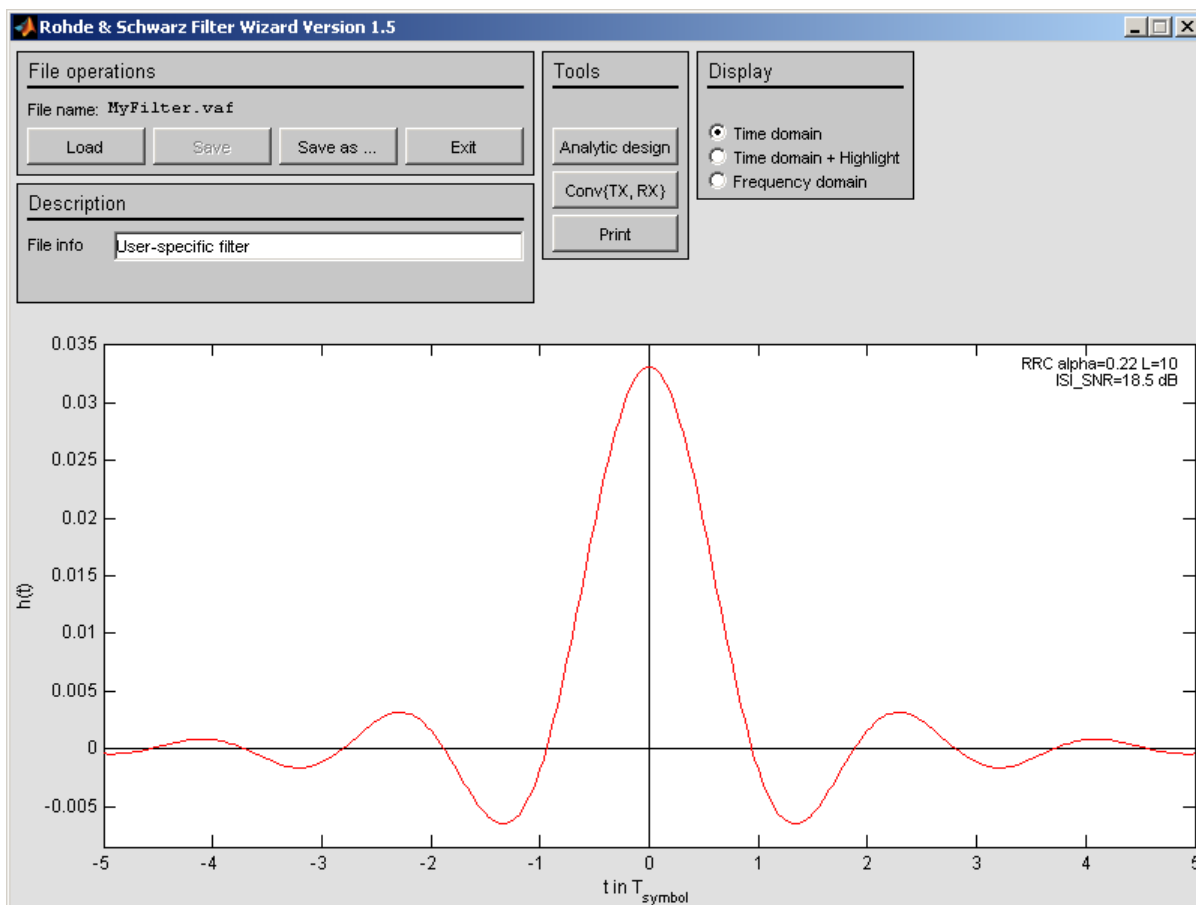 Rohde & Schwarz Filter Wizard Version 1.5
File operations
File name: MyFilter.vaf
Load Save Save as ... Exit
Description
File info User-specific filter
Tools
Analytic design
Conv{TX, RX}
Print
Display
Time domain
Time domain + Highlight
Frequency domain
RRC alpha=0.22 L=10
ISI_SNR=18.5 dB
0.035
0.03
0.025
0.02
0.015
0.01
0.005
0
-0.005
h(t)
-5 -4 -3 -2 -1 0 1 2 3 4 5
t in Tsymbol